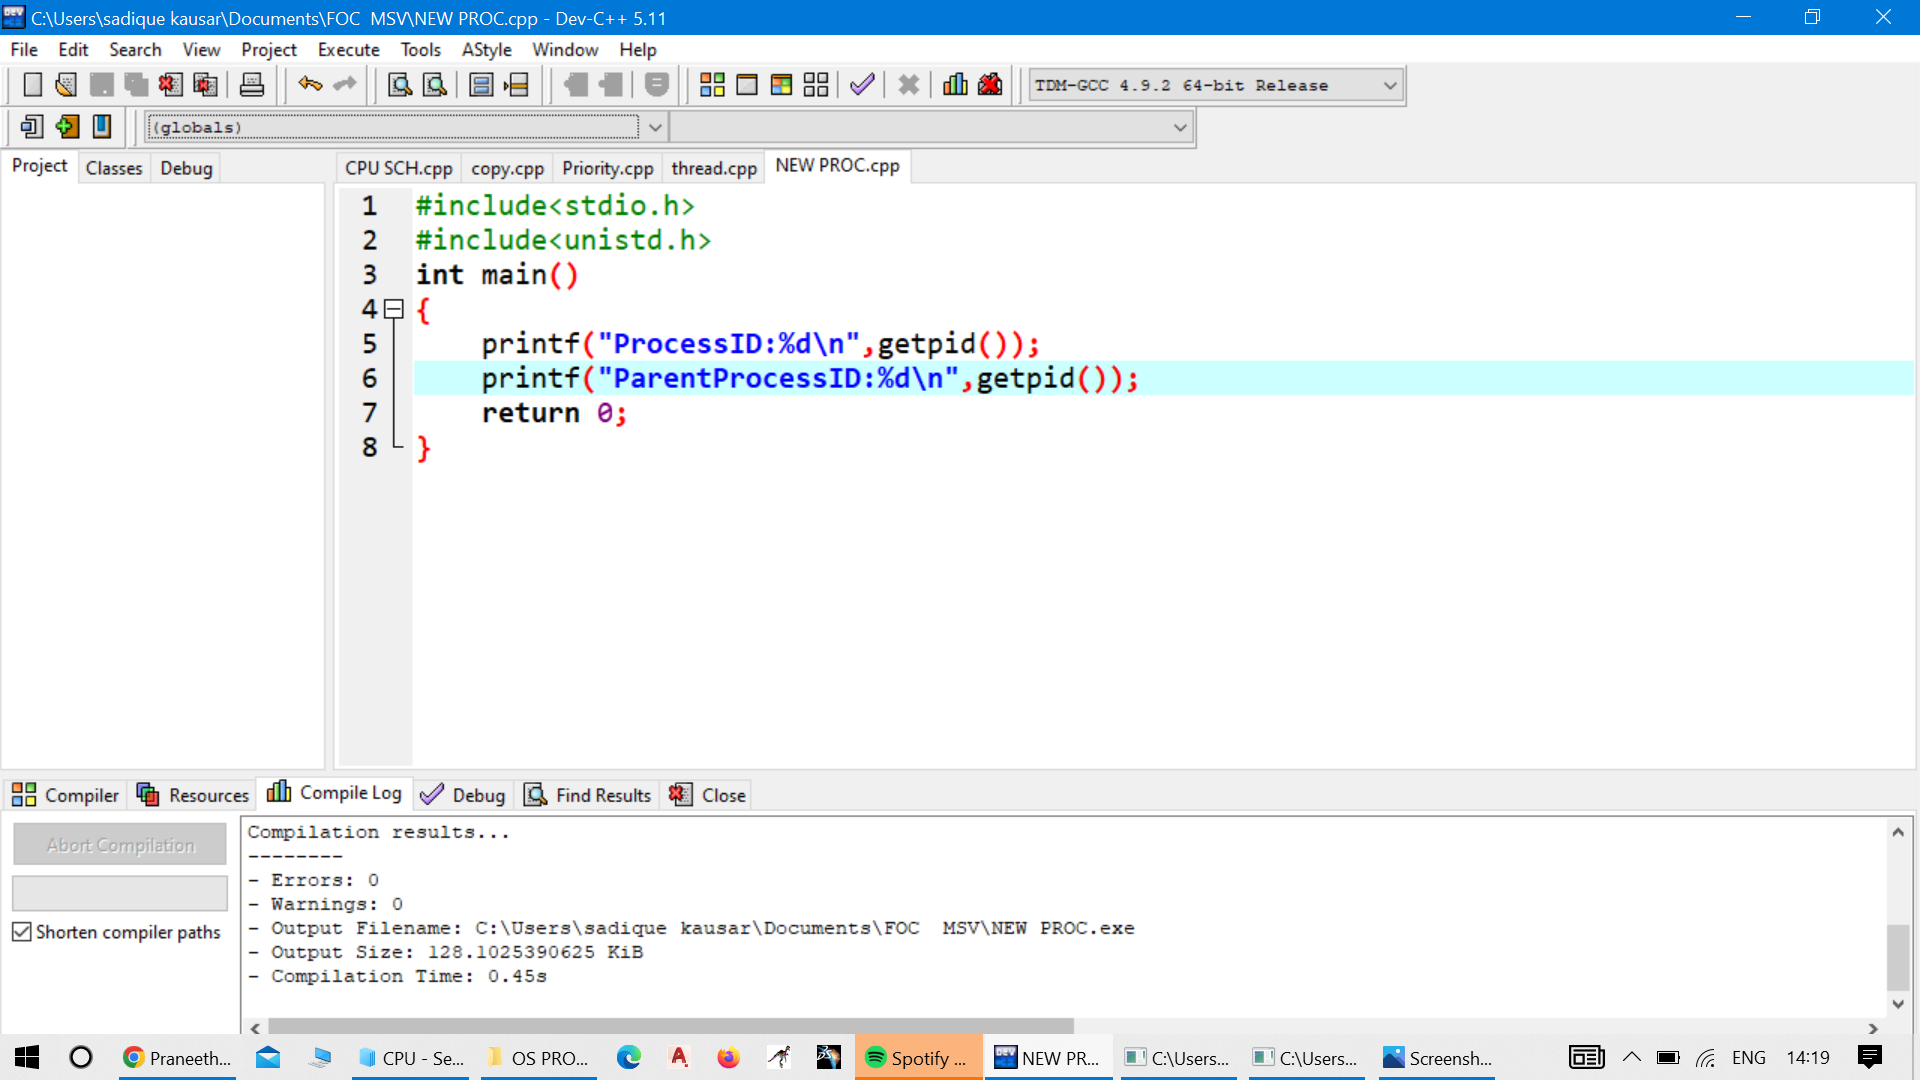 C:\Users\sadique kausar\Documents\FOC  MSV\NEW PROC.cpp - Dev-C++ 5.11
File Edit Search View Project Execute Tools AStyle Window Help
TDM-GCC 4.9.2 64-bit Release
(globals)
Project Classes Debug
CPU SCH.cpp copy.cpp Priority.cpp thread.cpp NEW PROC.cpp
1 #include<stdio.h>
2 #include<unistd.h>
3 int main()
4 {
5 printf("ProcessID:%d\n",getpid());
6 printf("ParentProcessID:%d\n",getpid());
7 return 0;
8 }
Compiler Resources Compile Log Debug Find Results Close
Abort Compilation
Shorten compiler paths
Compilation results...
--------
- Errors: 0
- Warnings: 0
- Output Filename: C:\Users\sadique kausar\Documents\FOC  MSV\NEW PROC.exe
- Output Size: 128.1025390625 KiB
- Compilation Time: 0.45s
Praneeth... CPU - Se... OS PRO... Spotify ... NEW PR... C:\Users... C:\Users... Screensh... ENG 14:19